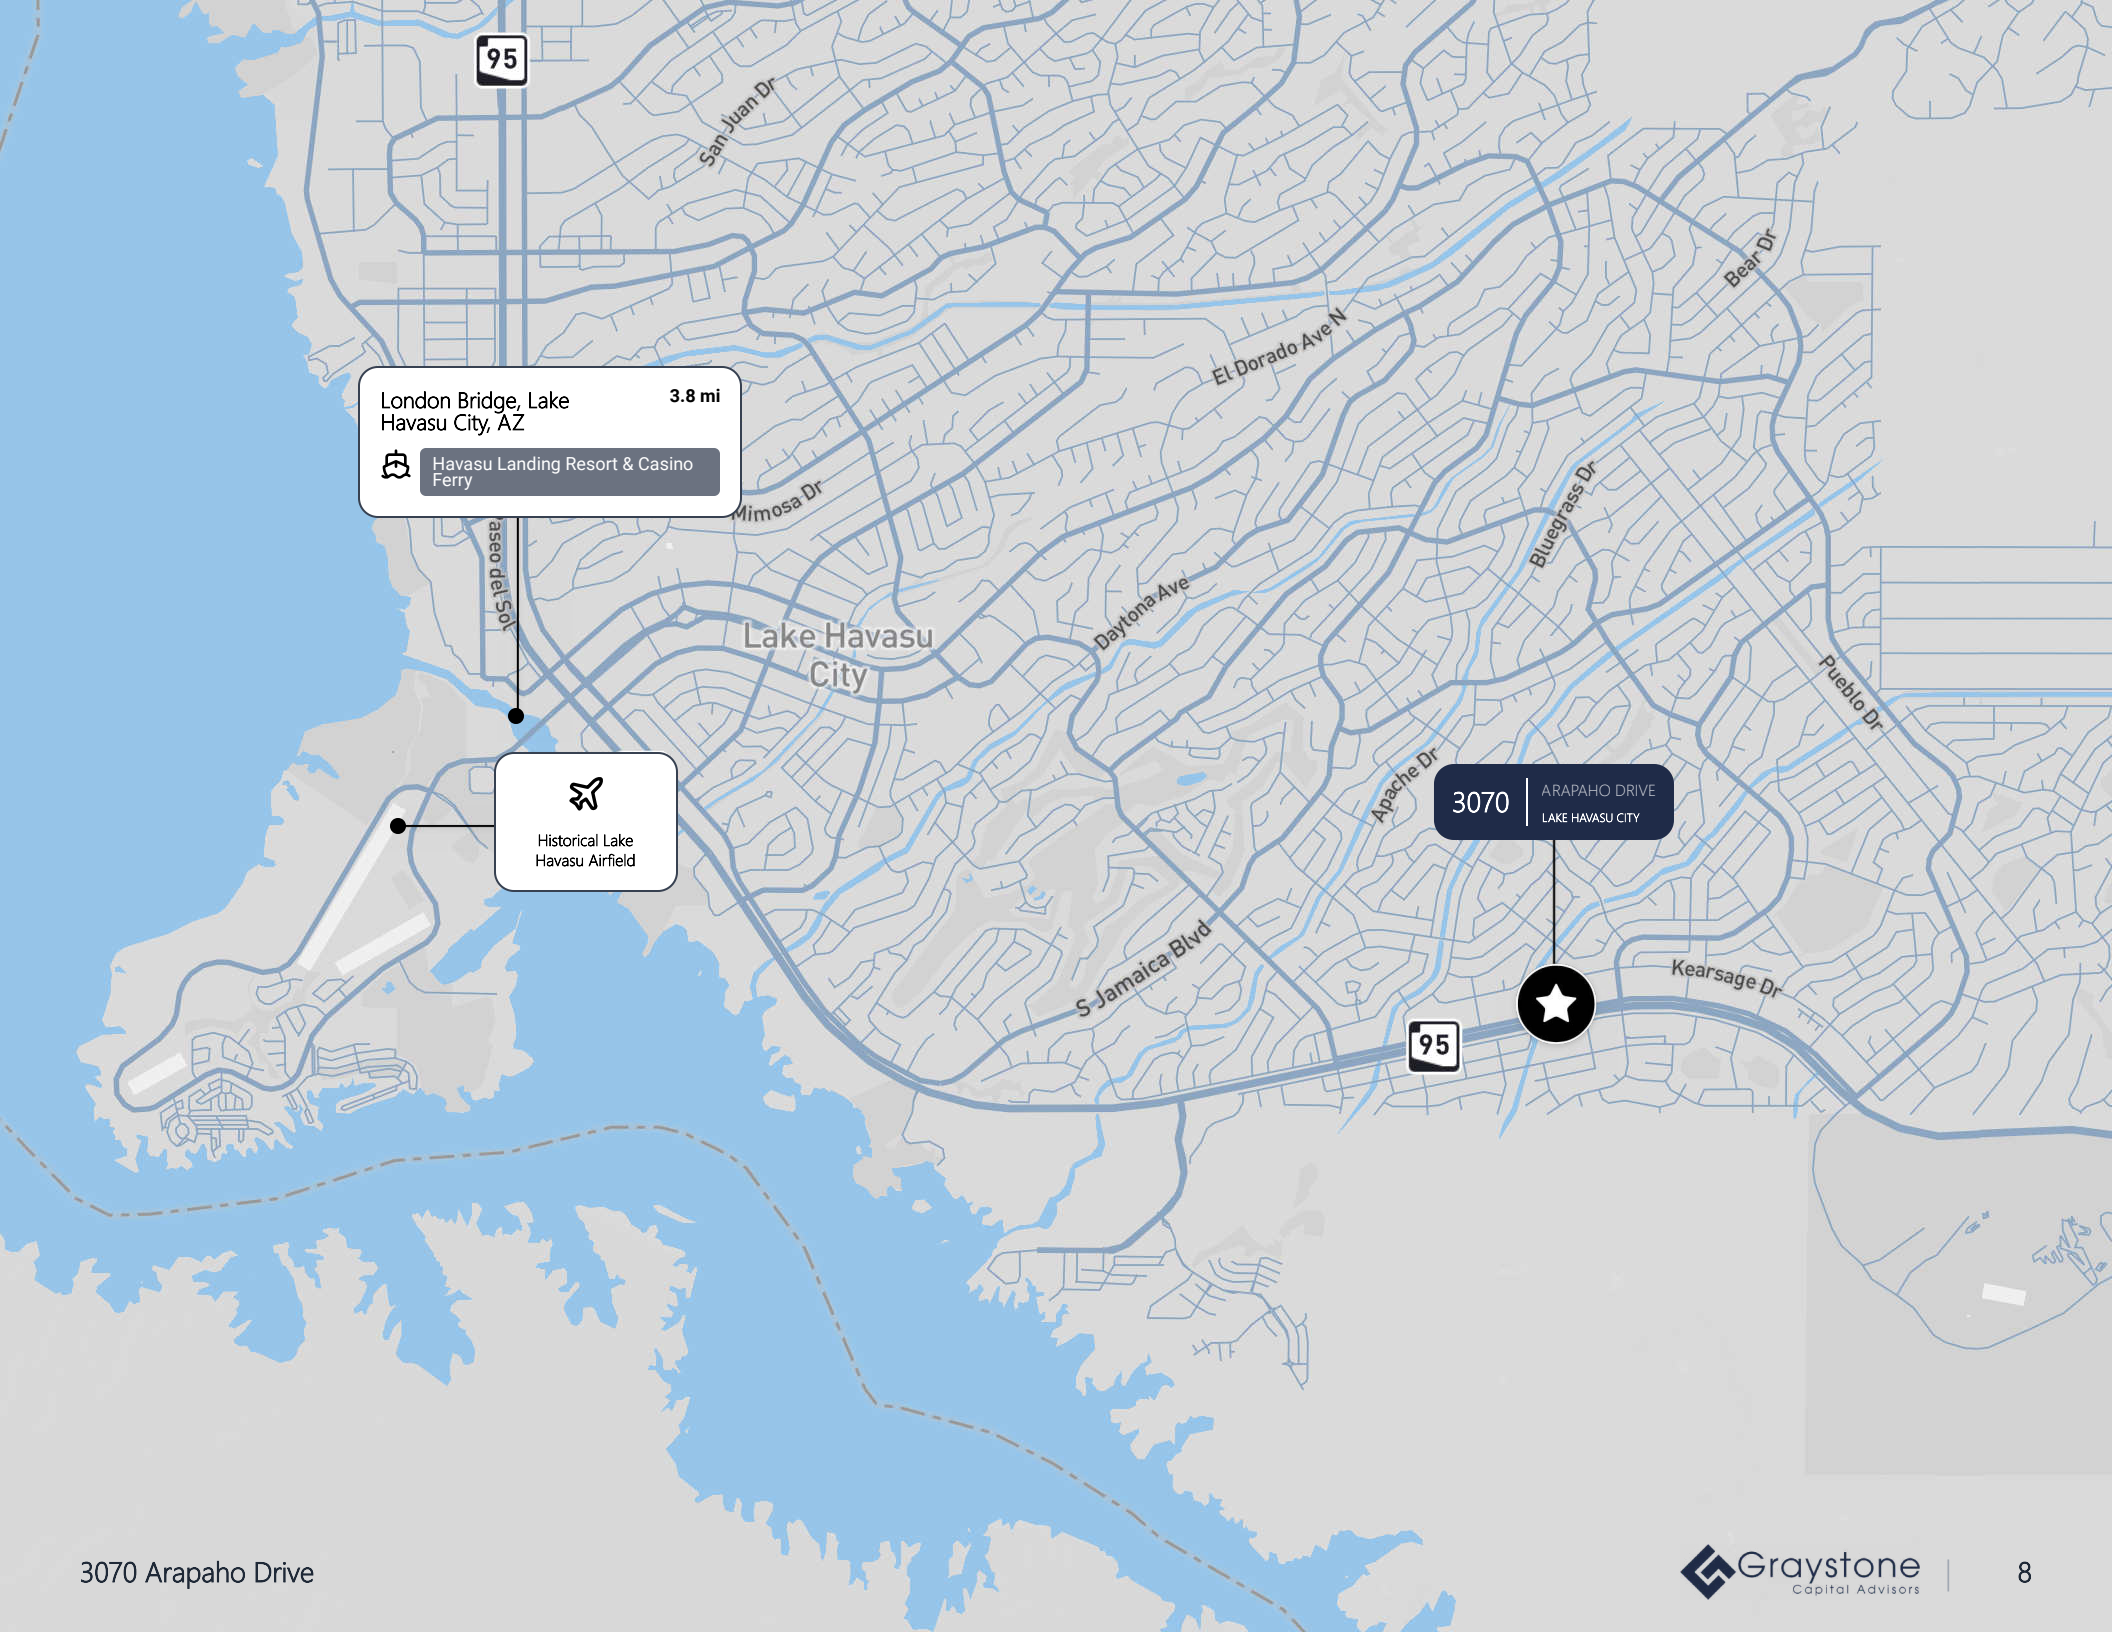 95
San Juan Dr
Bear Dr
El Dorado Ave N
London Bridge, Lake
Havasu City, AZ
3.8 mi
Havasu Landing Resort & Casino
Ferry
Mimosa Dr
Bluegrass Dr
aseo del Sol
Daytona Ave
Lake Havasu
City
Pueblo Dr
Apache Dr
3070
ARAPAHO DRIVE
LAKE HAVASU CITY
Historical Lake
Havasu Airfield
S Jamaica Blvd
Kearsage Dr
95
3070 Arapaho Drive
Graystone
Capital Advisors
8